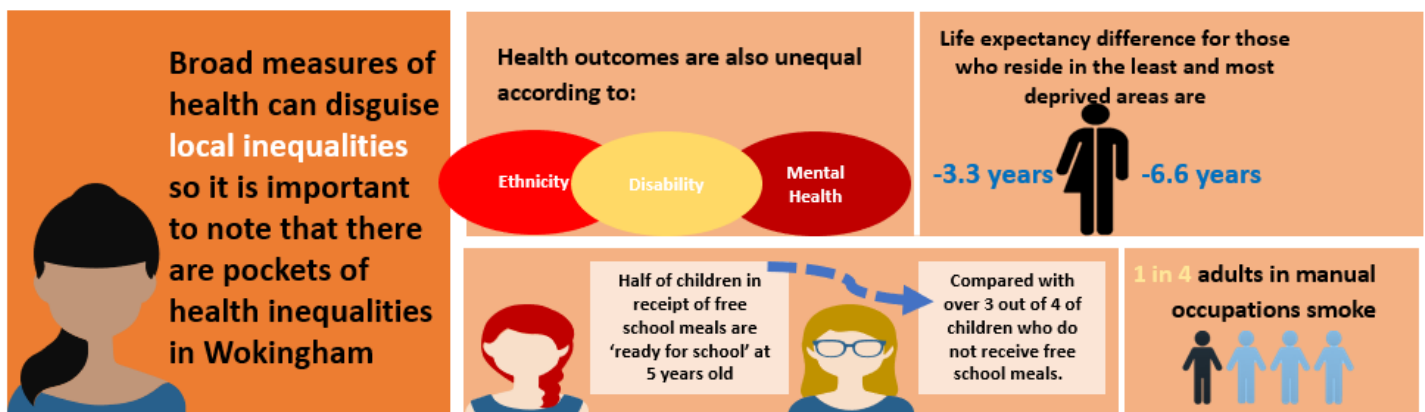 Broad measures of
health can disguise
local inequalities
so it is important
to note that there
are pockets of
health inequalities
in Wokingham
Health outcomes are also unequal
according to:
Ethnicity
Disability
Mental
Health
Life expectancy difference for those
who reside in the least and most
deprived areas are
-3.3 years
-6.6 years
Half of children in
receipt of free
school meals are
‘ready for school’ at
5 years old
Compared with
over 3 out of 4 of
children who do
not receive free
school meals.
1 in 4 adults in manual
occupations smoke